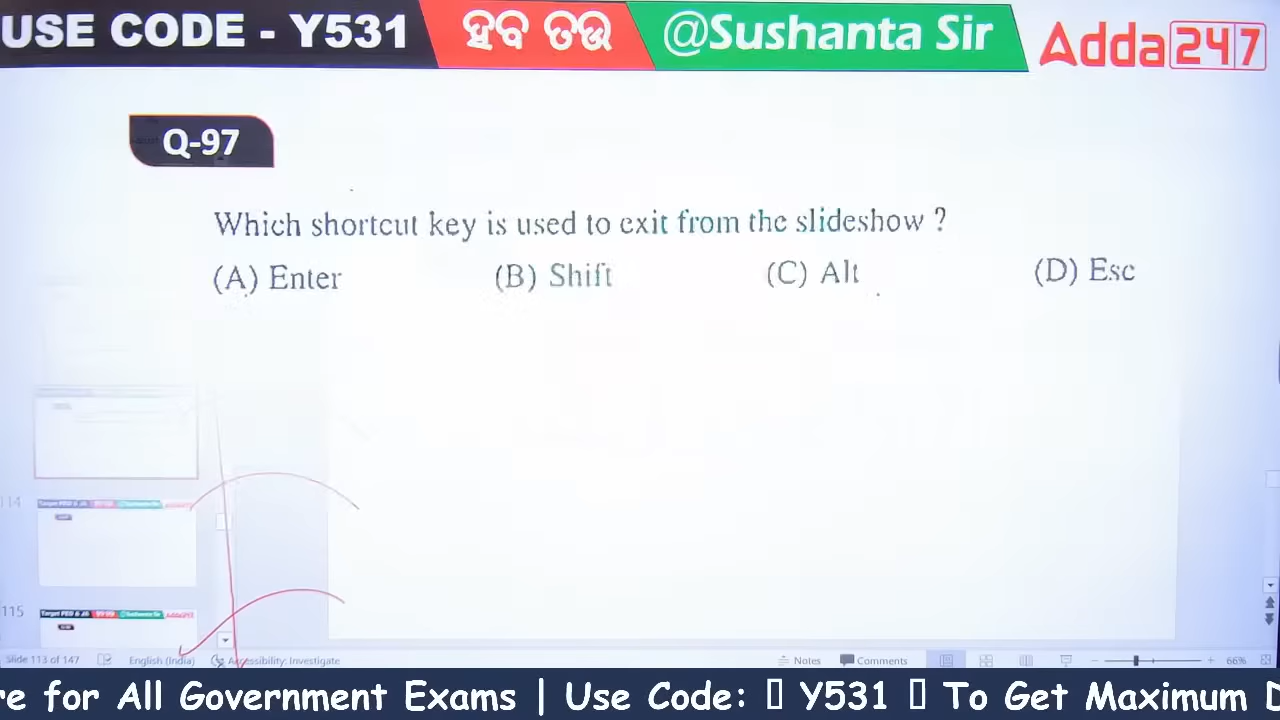 USE CODE - Y531
ହବ ତଉ
@Sushanta Sir
Adda247
Q-97
Which shortcut key is used to exit from the slideshow ?
(A) Enter (B) Shift (C) Alt (D) Esc
114
115
Slide 113 of 147 English (India) Accessibility: Investigate Notes Comments 66%
re for All Government Exams | Use Code: Y531 To Get Maximum D